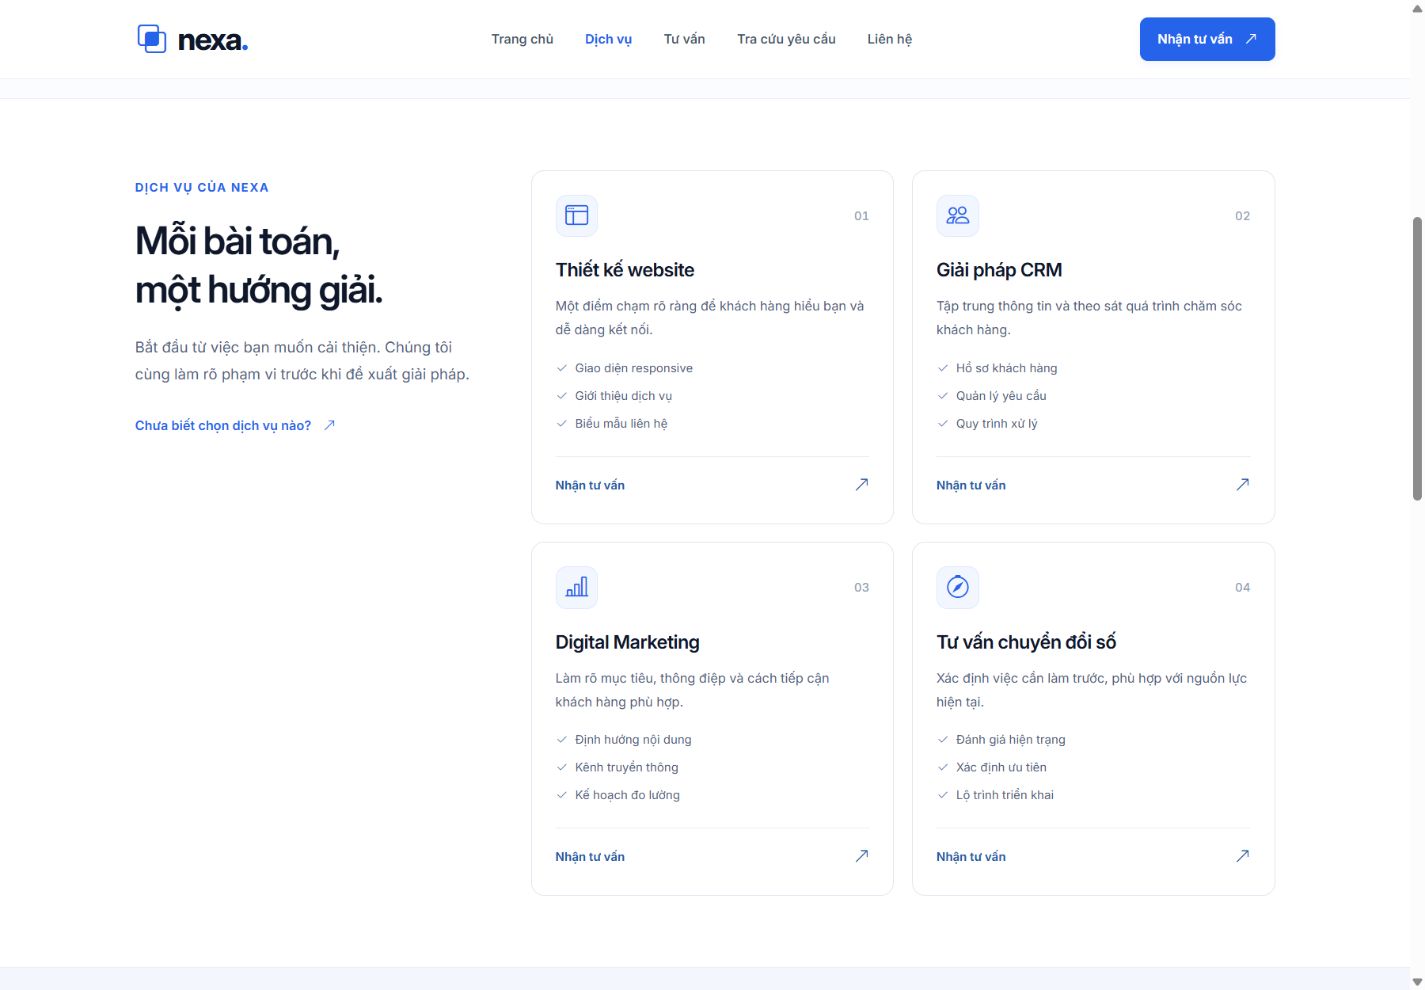 nexa.
Trang chủ
Dịch vụ
Tư vấn
Tra cứu yêu cầu
Liên hệ
Nhận tư vấn
DỊCH VỤ CỦA NEXA
Mỗi bài toán,
một hướng giải.
Bắt đầu từ việc bạn muốn cải thiện. Chúng tôi
cùng làm rõ phạm vi trước khi đề xuất giải pháp.
Chưa biết chọn dịch vụ nào?
01
Thiết kế website
Một điểm chạm rõ ràng để khách hàng hiểu bạn và
dễ dàng kết nối.
Giao diện responsive
Giới thiệu dịch vụ
Biểu mẫu liên hệ
Nhận tư vấn
02
Giải pháp CRM
Tập trung thông tin và theo sát quá trình chăm sóc
khách hàng.
Hồ sơ khách hàng
Quản lý yêu cầu
Quy trình xử lý
Nhận tư vấn
03
Digital Marketing
Làm rõ mục tiêu, thông điệp và cách tiếp cận
khách hàng phù hợp.
Định hướng nội dung
Kênh truyền thông
Kế hoạch đo lường
Nhận tư vấn
04
Tư vấn chuyển đổi số
Xác định việc cần làm trước, phù hợp với nguồn lực
hiện tại.
Đánh giá hiện trạng
Xác định ưu tiên
Lộ trình triển khai
Nhận tư vấn